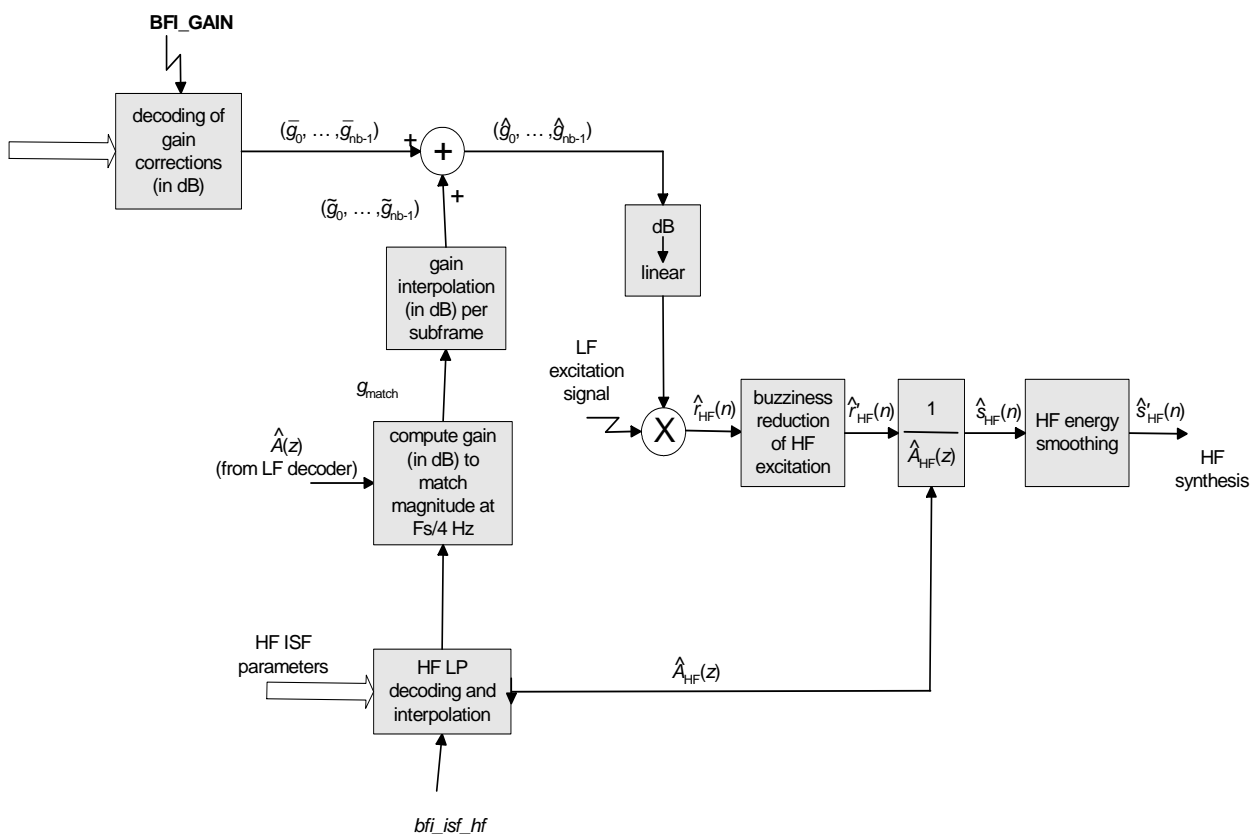 BFI_GAIN
decoding of
gain
corrections
(in dB)
(g̅₀, … ,g̅nb-1)
+
+
(ĝ₀, … ,ĝnb-1)
+
(g̃₀, … ,g̃nb-1)
dB
linear
gain
interpolation
(in dB) per
subframe
LF
excitation
signal
gmatch
X
r̂HF(n)
buzziness
reduction
of HF
excitation
r̂'HF(n)
1
ÂHF(z)
ŝHF(n)
HF energy
smoothing
ŝ'HF(n)
HF
synthesis
Â(z)
(from LF decoder)
compute gain
(in dB) to
match
magnitude at
Fs/4 Hz
HF ISF
parameters
HF LP
decoding and
interpolation
ÂHF(z)
bfi_isf_hf